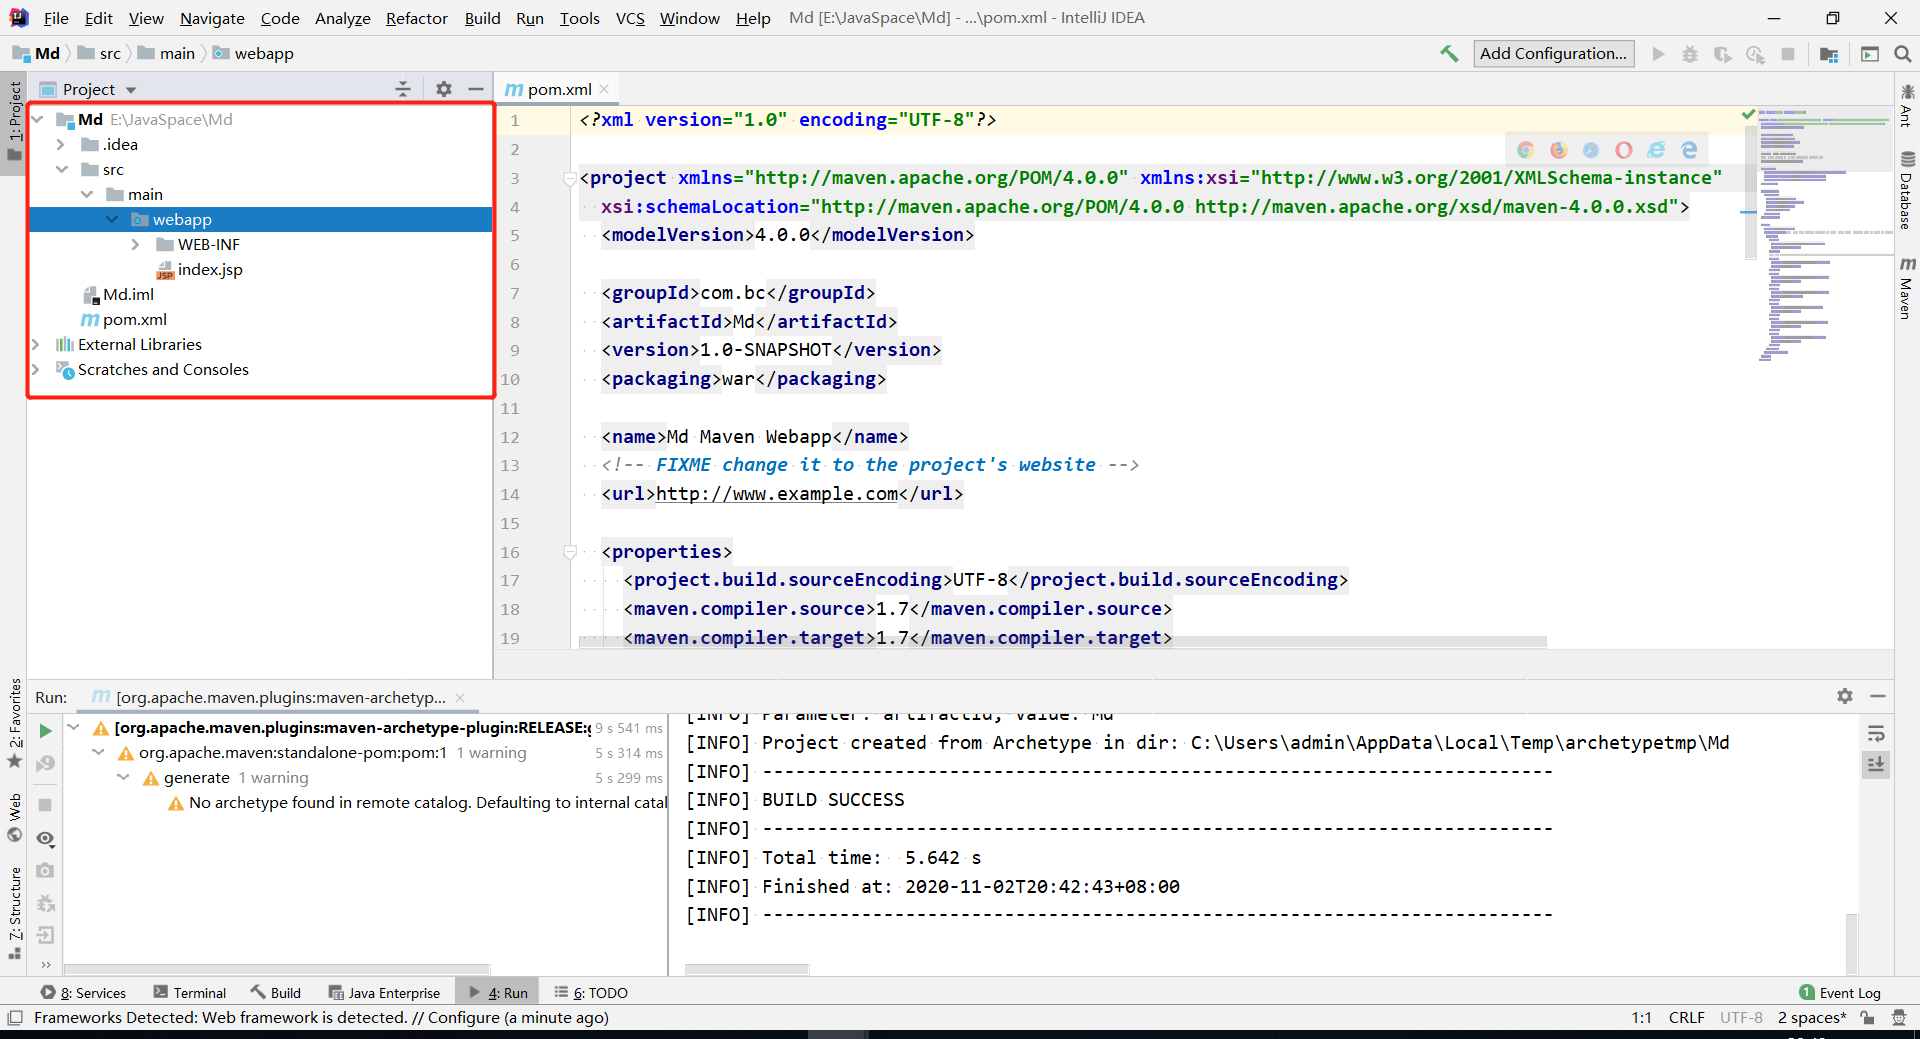 File Edit View Navigate Code Analyze Refactor Build Run Tools VCS Window Help Md [E:\JavaSpace\Md] - ...\pom.xml - IntelliJ IDEA
Md src main webapp
Add Configuration...
1: Project
Project
Md E:\JavaSpace\Md
.idea
src
main
webapp
WEB-INF
index.jsp
Md.iml
pom.xml
External Libraries
Scratches and Consoles
pom.xml
1 <?xml version="1.0" encoding="UTF-8"?>
2
3 <project xmlns="http://maven.apache.org/POM/4.0.0" xmlns:xsi="http://www.w3.org/2001/XMLSchema-instance"
4 xsi:schemaLocation="http://maven.apache.org/POM/4.0.0 http://maven.apache.org/xsd/maven-4.0.0.xsd">
5 <modelVersion>4.0.0</modelVersion>
6
7 <groupId>com.bc</groupId>
8 <artifactId>Md</artifactId>
9 <version>1.0-SNAPSHOT</version>
10 <packaging>war</packaging>
11
12 <name>Md Maven Webapp</name>
13 <!-- FIXME change it to the project's website -->
14 <url>http://www.example.com</url>
15
16 <properties>
17 <project.build.sourceEncoding>UTF-8</project.build.sourceEncoding>
18 <maven.compiler.source>1.7</maven.compiler.source>
19 <maven.compiler.target>1.7</maven.compiler.target>
Ant
Database
m Maven
2: Favorites
Web
7: Structure
Run: [org.apache.maven.plugins:maven-archetyp...
[org.apache.maven.plugins:maven-archetype-plugin:RELEASE:g 9 s 541 ms
org.apache.maven:standalone-pom:pom:1 1 warning 5 s 314 ms
generate 1 warning 5 s 299 ms
No archetype found in remote catalog. Defaulting to internal catal
[INFO] Parameter: artifactId, Value: Md
[INFO] Project created from Archetype in dir: C:\Users\admin\AppData\Local\Temp\archetypetmp\Md
[INFO] ------------------------------------------------------------------------
[INFO] BUILD SUCCESS
[INFO] ------------------------------------------------------------------------
[INFO] Total time:  5.642 s
[INFO] Finished at: 2020-11-02T20:42:43+08:00
[INFO] ------------------------------------------------------------------------
8: Services Terminal Build Java Enterprise 4: Run 6: TODO 1 Event Log
Frameworks Detected: Web framework is detected. // Configure (a minute ago) 1:1 CRLF UTF-8 2 spaces*